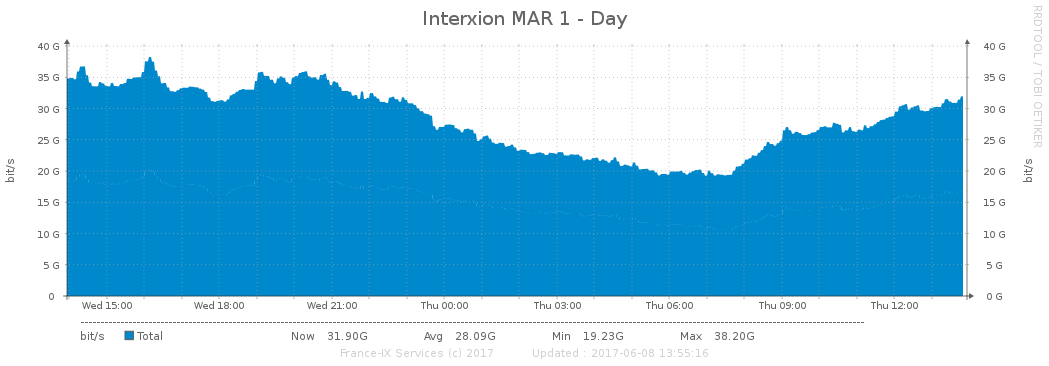 Interxion MAR 1 - Day
RRDTOOL / TOBI OETIKER
40 G 40 G
35 G 35 G
30 G 30 G
25 G 25 G
20 G 20 G
15 G 15 G
10 G 10 G
5 G 5 G
0 0 G
bit/s bit/s
Wed 15:00 Wed 18:00 Wed 21:00 Thu 00:00 Thu 03:00 Thu 06:00 Thu 09:00 Thu 12:00
bit/s Total Now 31.90G Avg 28.09G Min 19.23G Max 38.20G
France-IX Services (c) 2017 Updated : 2017-06-08 13:55:16